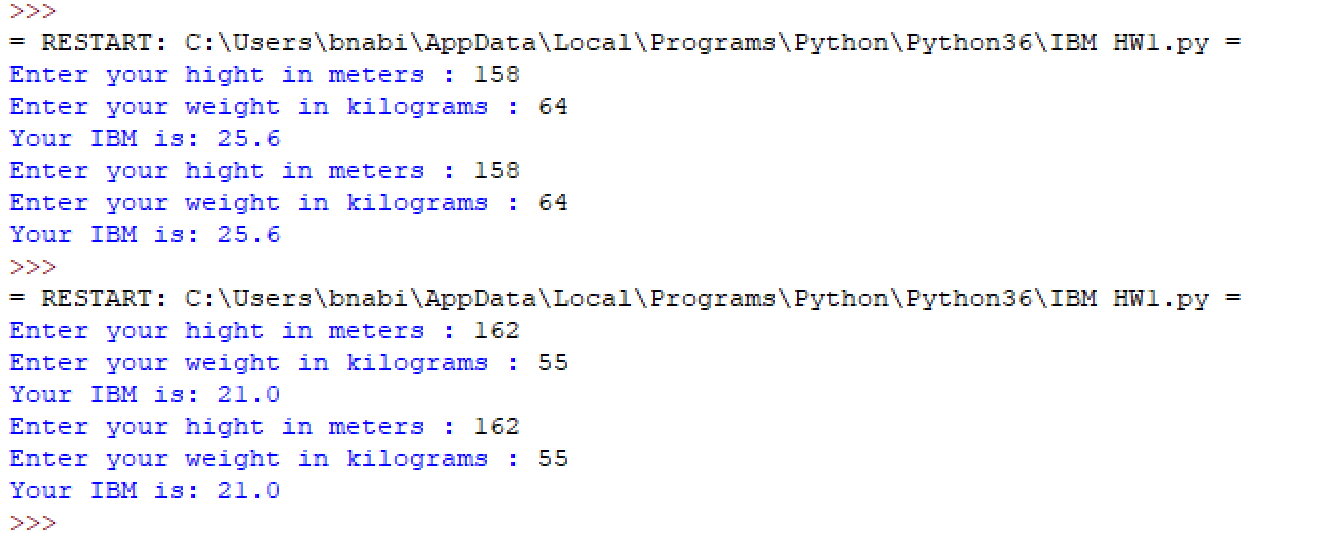 >>>
= RESTART: C:\Users\bnabi\AppData\Local\Programs\Python\Python36\IBM HW1.py =
Enter your hight in meters : 158
Enter your weight in kilograms : 64
Your IBM is: 25.6
Enter your hight in meters : 158
Enter your weight in kilograms : 64
Your IBM is: 25.6
>>>
= RESTART: C:\Users\bnabi\AppData\Local\Programs\Python\Python36\IBM HW1.py =
Enter your hight in meters : 162
Enter your weight in kilograms : 55
Your IBM is: 21.0
Enter your hight in meters : 162
Enter your weight in kilograms : 55
Your IBM is: 21.0
>>>